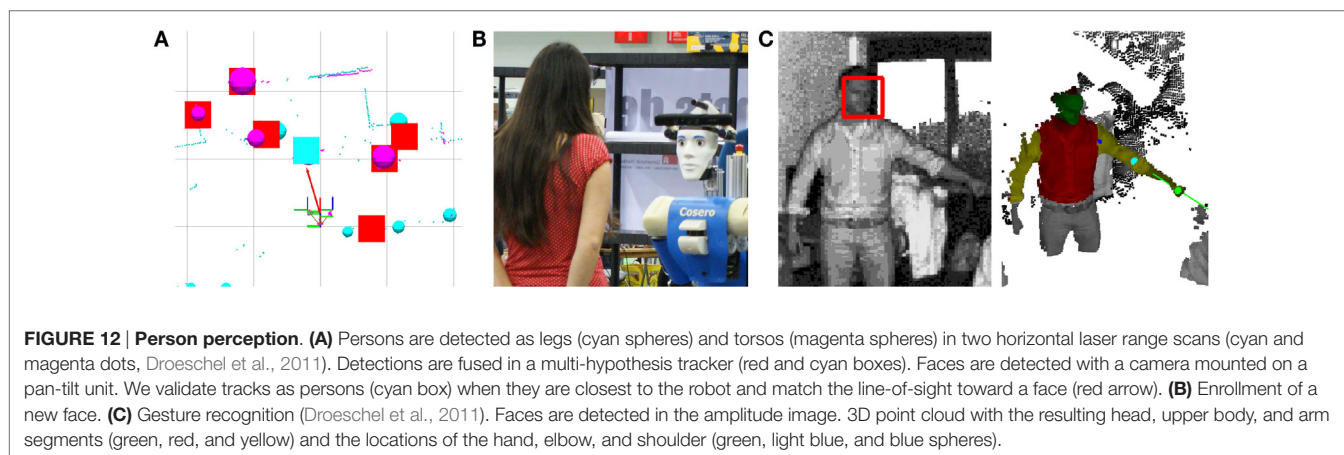 A
B
C
Cosero
FIGURE 12 | Person perception. (A) Persons are detected as legs (cyan spheres) and torsos (magenta spheres) in two horizontal laser range scans (cyan and
magenta dots, Droeschel et al., 2011). Detections are fused in a multi-hypothesis tracker (red and cyan boxes). Faces are detected with a camera mounted on a
pan-tilt unit. We validate tracks as persons (cyan box) when they are closest to the robot and match the line-of-sight toward a face (red arrow). (B) Enrollment of a
new face. (C) Gesture recognition (Droeschel et al., 2011). Faces are detected in the amplitude image. 3D point cloud with the resulting head, upper body, and arm
segments (green, red, and yellow) and the locations of the hand, elbow, and shoulder (green, light blue, and blue spheres).